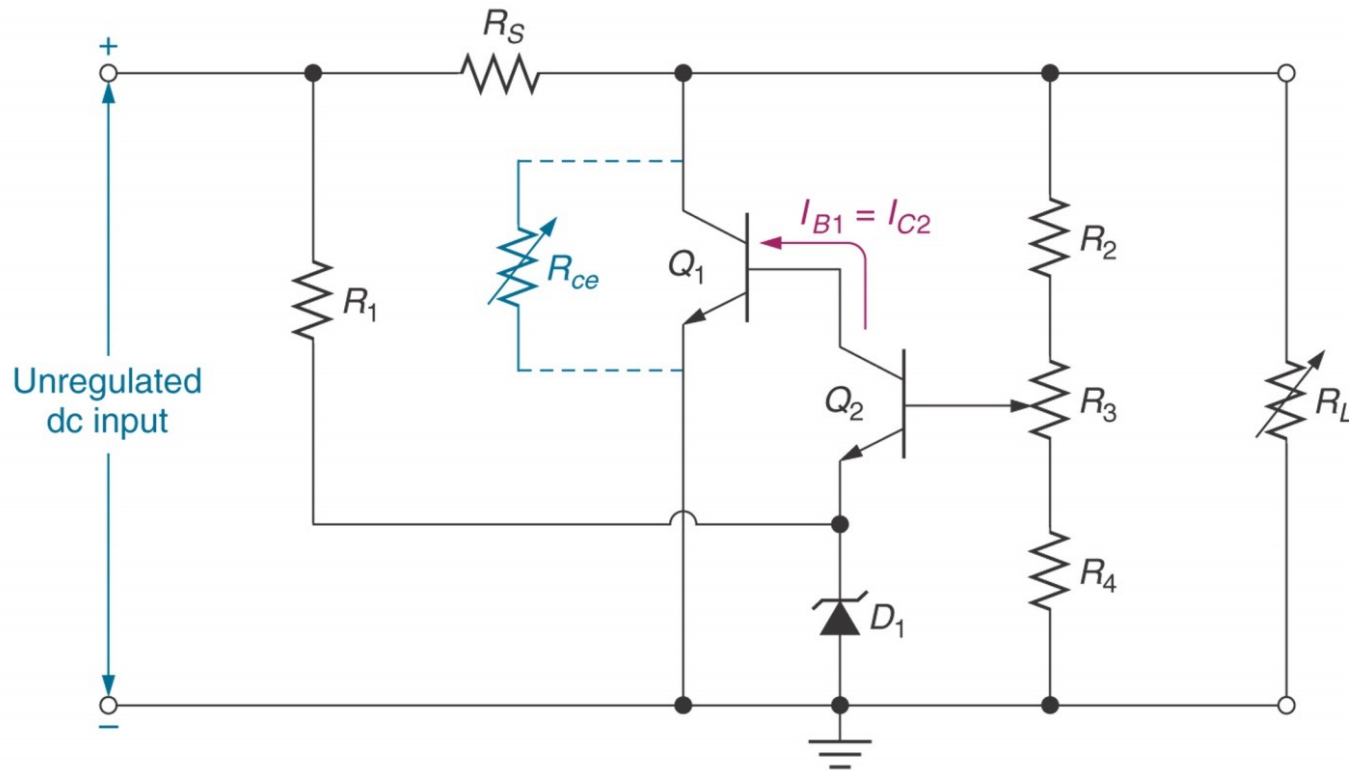 +
R_S
I_B1 = I_C2
R_2
Q_1
R_ce
R_1
Unregulated
dc input
Q_2
R_3
R_L
D_1
R_4
−